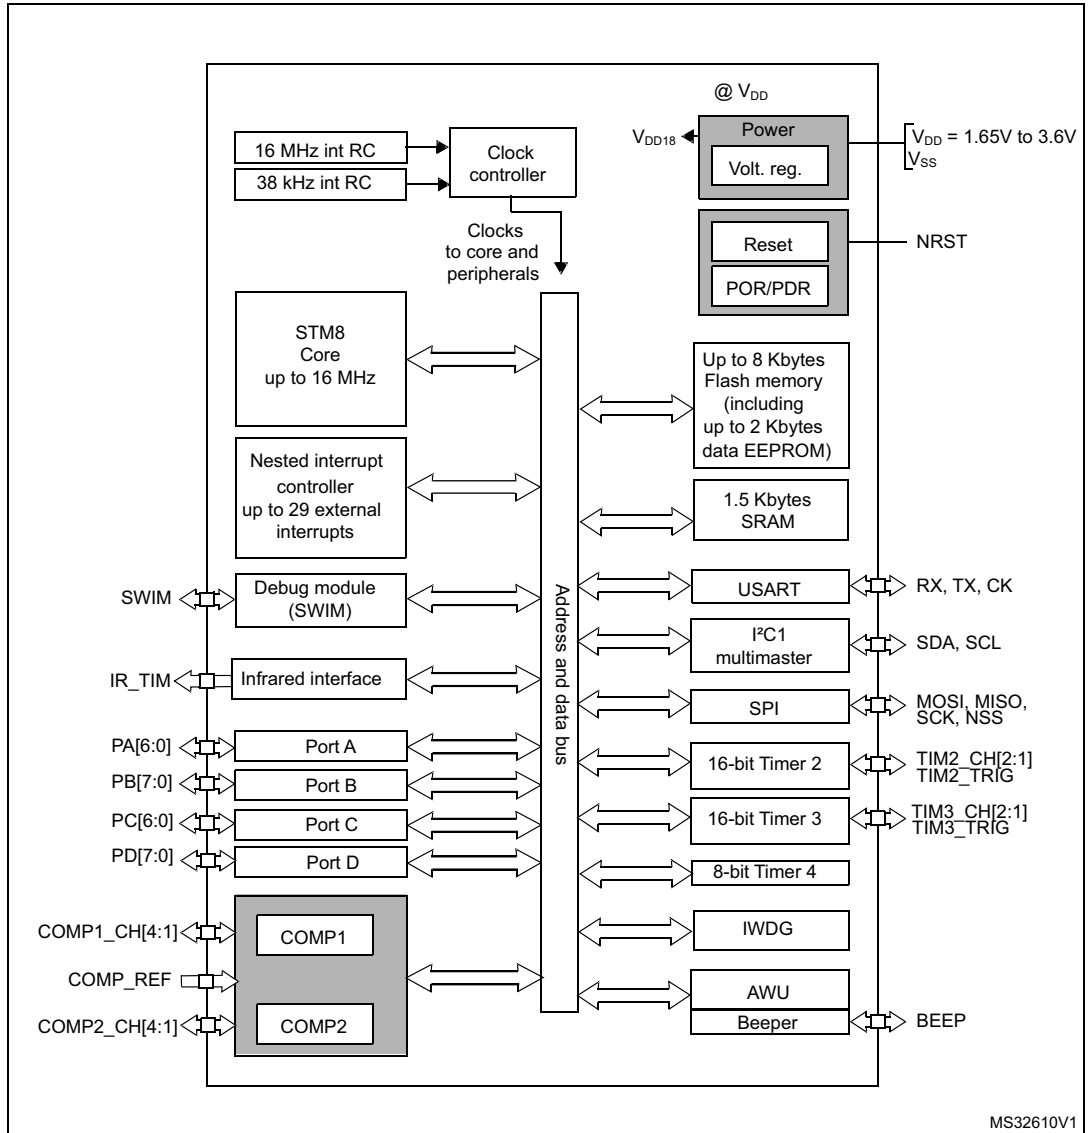 @ VDD
16 MHz int RC
38 kHz int RC
Clock
controller
Clocks
to core and
peripherals
VDD18
Power
Volt. reg.
VDD = 1.65V to 3.6V
VSS
Reset
POR/PDR
NRST
STM8
Core
up to 16 MHz
Nested interrupt
controller
up to 29 external
interrupts
SWIM
Debug module
(SWIM)
IR_TIM
Infrared interface
PA[6:0]
Port A
PB[7:0]
Port B
PC[6:0]
Port C
PD[7:0]
Port D
COMP1_CH[4:1]
COMP1
COMP_REF
COMP2_CH[4:1]
COMP2
Address and data bus
Up to 8 Kbytes
Flash memory
(including
up to 2 Kbytes
data EEPROM)
1.5 Kbytes
SRAM
USART
RX, TX, CK
I²C1
multimaster
SDA, SCL
SPI
MOSI, MISO,
SCK, NSS
16-bit Timer 2
TIM2_CH[2:1]
TIM2_TRIG
16-bit Timer 3
TIM3_CH[2:1]
TIM3_TRIG
8-bit Timer 4
IWDG
AWU
Beeper
BEEP
MS32610V1